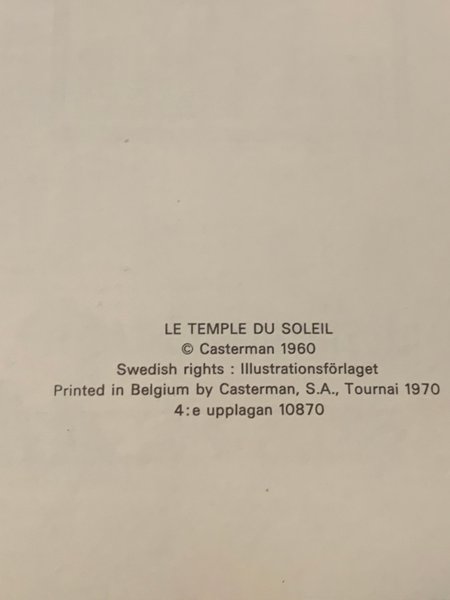 LE TEMPLE DU SOLEIL
© Casterman 1960
Swedish rights : Illustrationsförlaget
Printed in Belgium by Casterman, S.A., Tournai 1970
4:e upplagan 10870